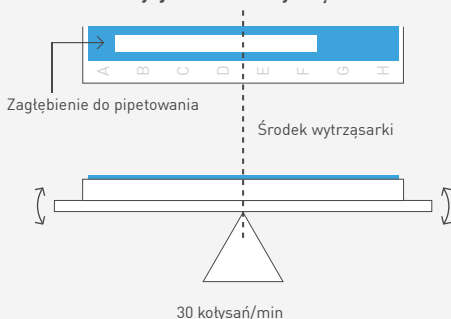 A B C D E F G H
Zagłębienie do pipetowania
Środek wytrząsarki
30 kołysań/min